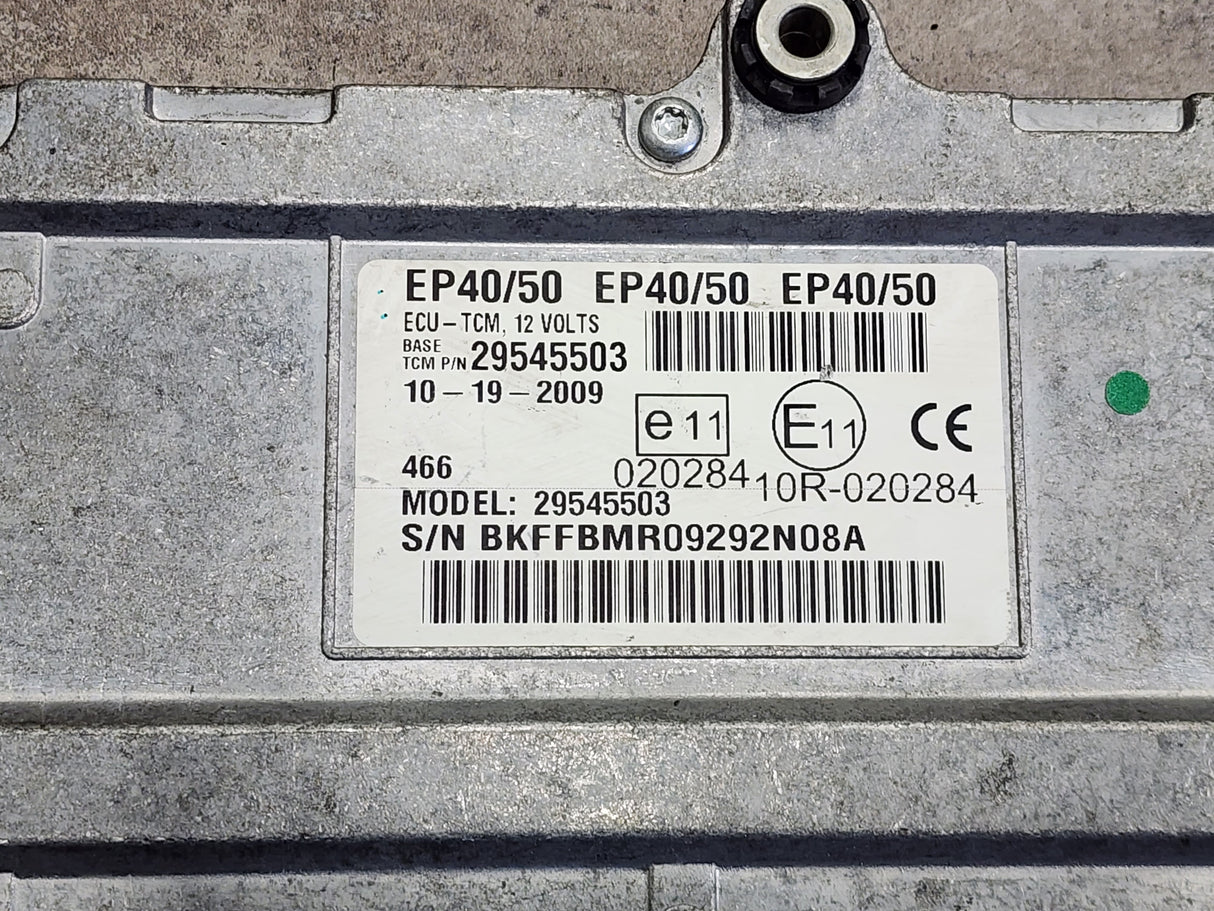 EP40/50 EP40/50 EP40/50
ECU-TCM, 12 VOLTS
BASE
TCM P/N 29545503
10-19-2009
e11
E11
CE
466
020284
10R-020284
MODEL: 29545503
S/N BKFFBMR09292N08A